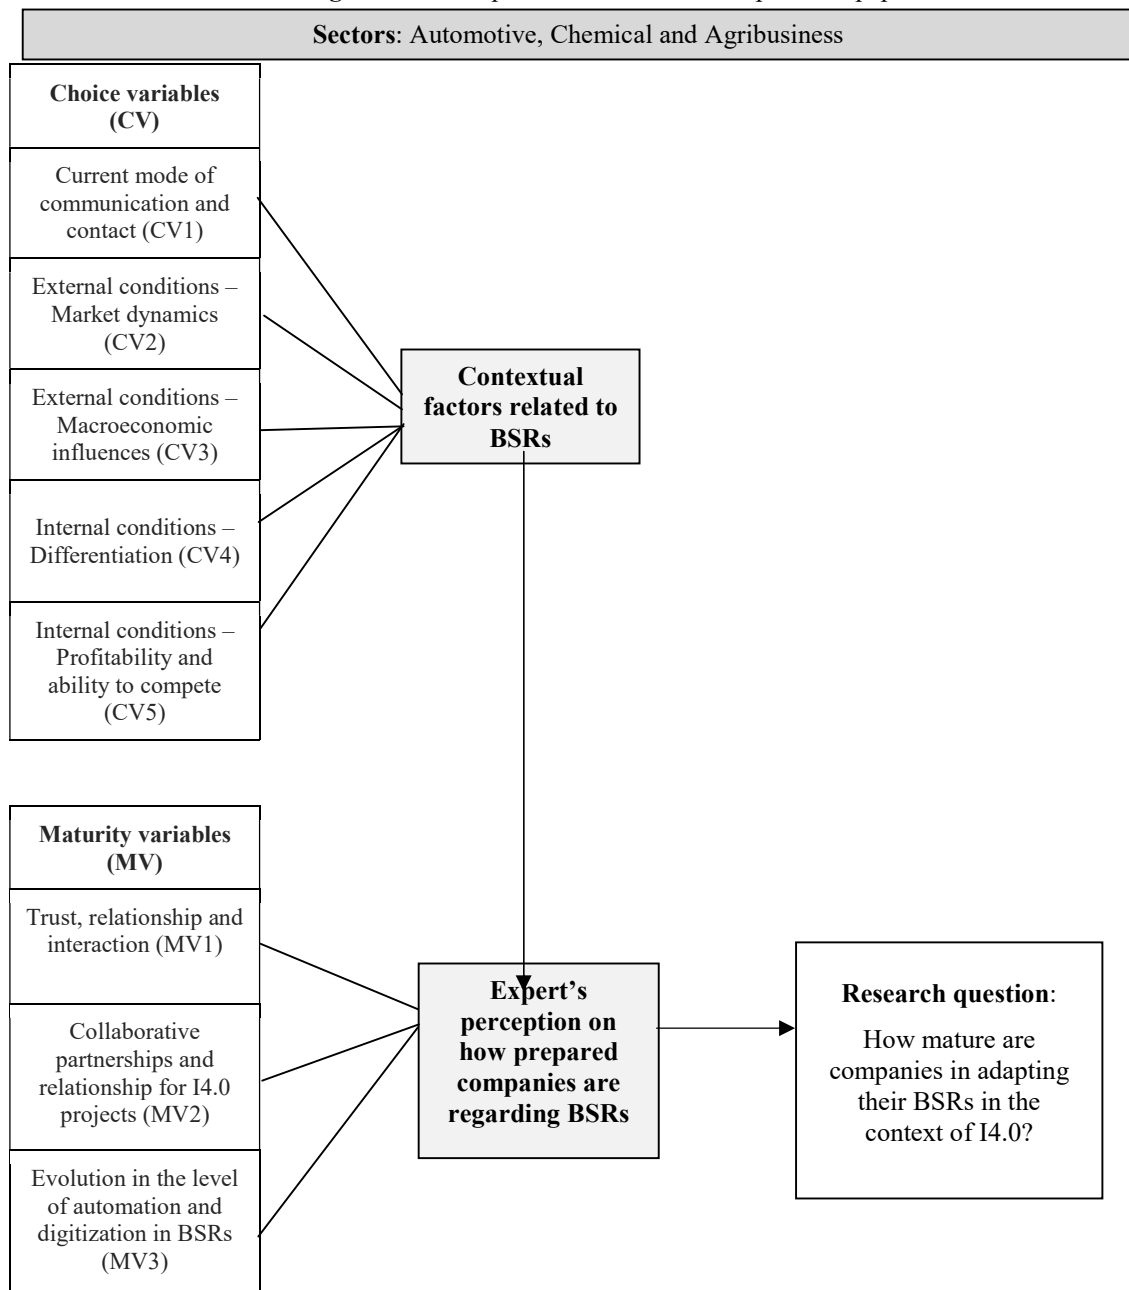 Sectors: Automotive, Chemical and Agribusiness
Choice variables
(CV)
Current mode of
communication and
contact (CV1)
External conditions –
Market dynamics
(CV2)
External conditions –
Macroeconomic
influences (CV3)
Internal conditions –
Differentiation (CV4)
Internal conditions –
Profitability and
ability to compete
(CV5)
Contextual
factors related to
BSRs
Maturity variables
(MV)
Trust, relationship and
interaction (MV1)
Collaborative
partnerships and
relationship for I4.0
projects (MV2)
Evolution in the level
of automation and
digitization in BSRs
(MV3)
Expert’s
perception on
how prepared
companies are
regarding BSRs
Research question:
How mature are
companies in adapting
their BSRs in the
context of I4.0?